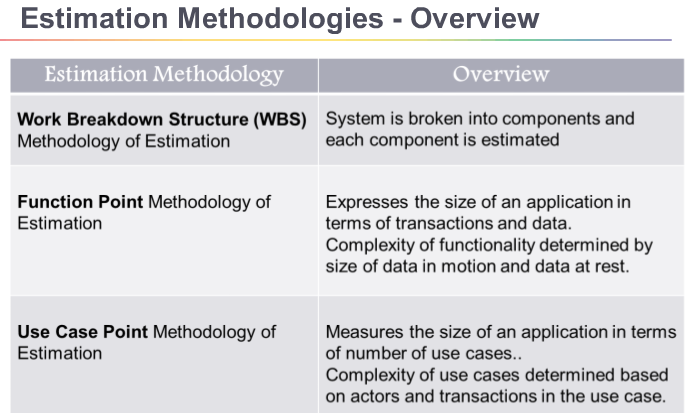 Estimation Methodologies - Overview
Estimation Methodology
Overview
Work Breakdown Structure (WBS)
Methodology of Estimation
System is broken into components and
each component is estimated
Function Point Methodology of
Estimation
Expresses the size of an application in
terms of transactions and data.
Complexity of functionality determined by
size of data in motion and data at rest.
Use Case Point Methodology of
Estimation
Measures the size of an application in terms
of number of use cases..
Complexity of use cases determined based
on actors and transactions in the use case.